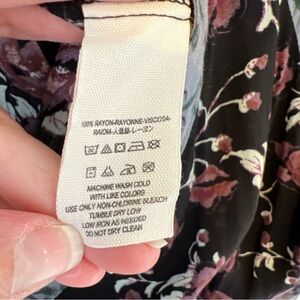 100% RAYON-RAYONNE-VISCOSA-
RAIOM-人造絲-レーヨン
MACHINE WASH COLD
WITH LIKE COLORS
USE ONLY NON-CHLORINE BLEACH
TUMBLE DRY LOW
LOW IRON AS NEEDED
DO NOT DRY CLEAN